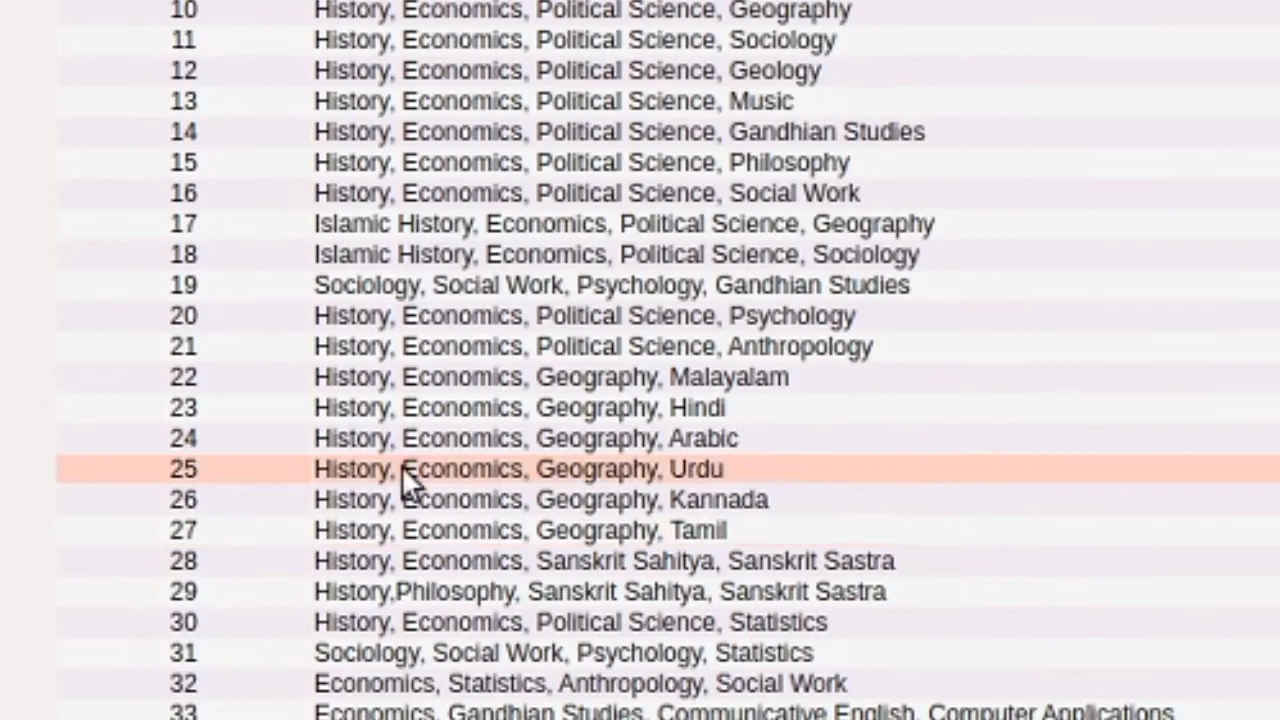 10 History, Economics, Political Science, Geography
11 History, Economics, Political Science, Sociology
12 History, Economics, Political Science, Geology
13 History, Economics, Political Science, Music
14 History, Economics, Political Science, Gandhian Studies
15 History, Economics, Political Science, Philosophy
16 History, Economics, Political Science, Social Work
17 Islamic History, Economics, Political Science, Geography
18 Islamic History, Economics, Political Science, Sociology
19 Sociology, Social Work, Psychology, Gandhian Studies
20 History, Economics, Political Science, Psychology
21 History, Economics, Political Science, Anthropology
22 History, Economics, Geography, Malayalam
23 History, Economics, Geography, Hindi
24 History, Economics, Geography, Arabic
25 History, Economics, Geography, Urdu
26 History, Economics, Geography, Kannada
27 History, Economics, Geography, Tamil
28 History, Economics, Sanskrit Sahitya, Sanskrit Sastra
29 History,Philosophy, Sanskrit Sahitya, Sanskrit Sastra
30 History, Economics, Political Science, Statistics
31 Sociology, Social Work, Psychology, Statistics
32 Economics, Statistics, Anthropology, Social Work
33 Economics, Gandhian Studies, Communicative English, Computer Applications